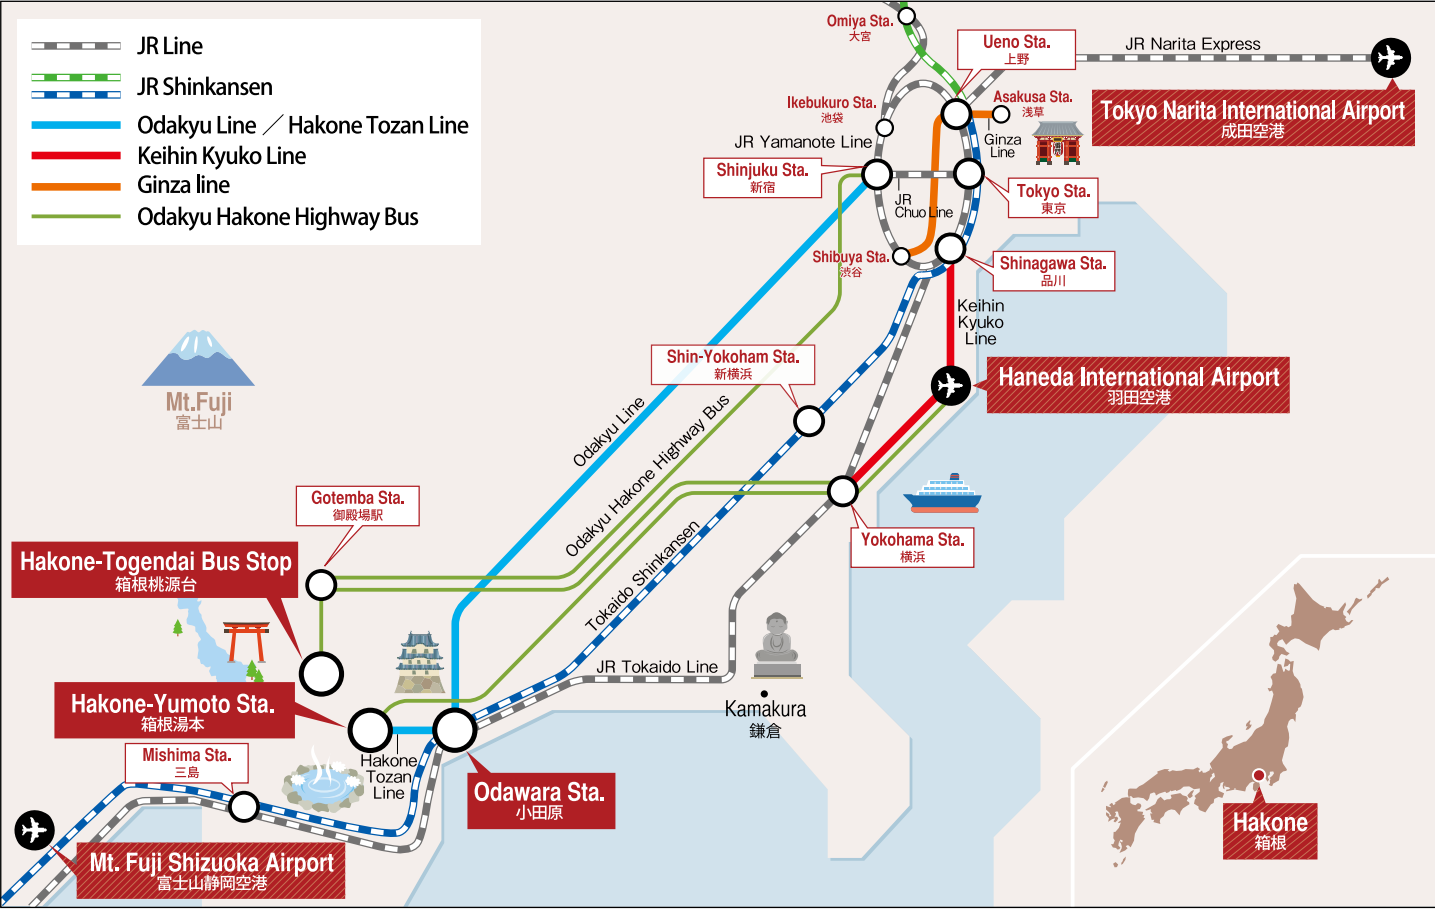 JR Line
JR Shinkansen
Odakyu Line ／ Hakone Tozan Line
Keihin Kyuko Line
Ginza line
Odakyu Hakone Highway Bus
Omiya Sta.
大宮
Ueno Sta.
上野
JR Narita Express
Tokyo Narita International Airport
成田空港
Ikebukuro Sta.
池袋
Asakusa Sta.
浅草
JR Yamanote Line
Ginza
Line
Shinjuku Sta.
新宿
JR
Chuo Line
Tokyo Sta.
東京
Shibuya Sta.
渋谷
Shinagawa Sta.
品川
Keihin
Kyuko
Line
Mt.Fuji
富士山
Shin-Yokoham Sta.
新横浜
Haneda International Airport
羽田空港
Odakyu Line
Odakyu Hakone Highway Bus
Gotemba Sta.
御殿場駅
Yokohama Sta.
横浜
Hakone-Togendai Bus Stop
箱根桃源台
Tokaido Shinkansen
JR Tokaido Line
Kamakura
鎌倉
Hakone-Yumoto Sta.
箱根湯本
Mishima Sta.
三島
Hakone
Tozan
Line
Odawara Sta.
小田原
Mt. Fuji Shizuoka Airport
富士山静岡空港
Hakone
箱根